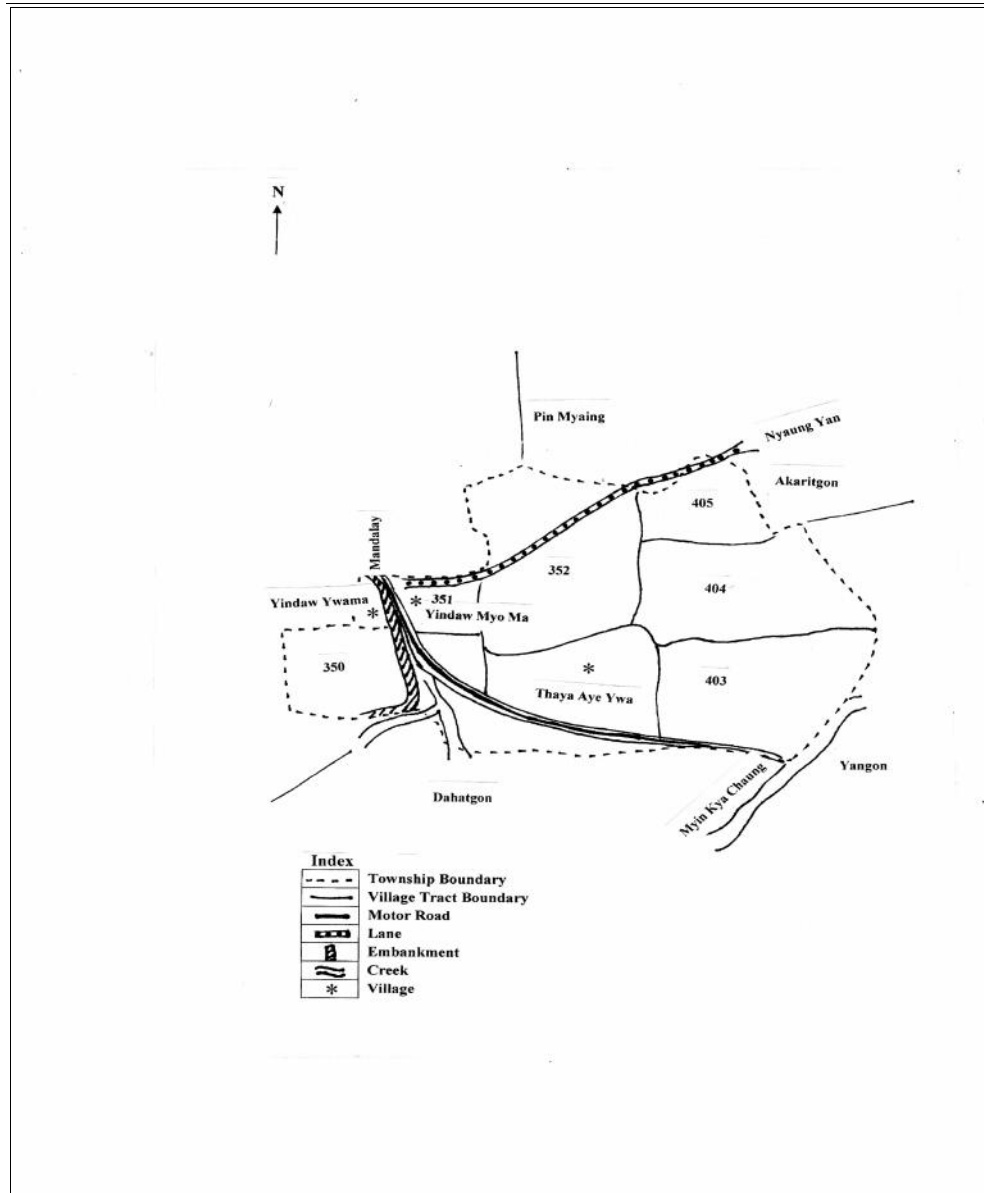 N
Pin Myaing
Nyaung Yan
Akaritgon
405
Mandalay
352
404
351
Yindaw Ywama
Yindaw Myo Ma
350
Thaya Aye Ywa
403
Yangon
Myin Kya Chaung
Dahatgon
Index
Township Boundary
Village Tract Boundary
Motor Road
Lane
Embankment
Creek
Village